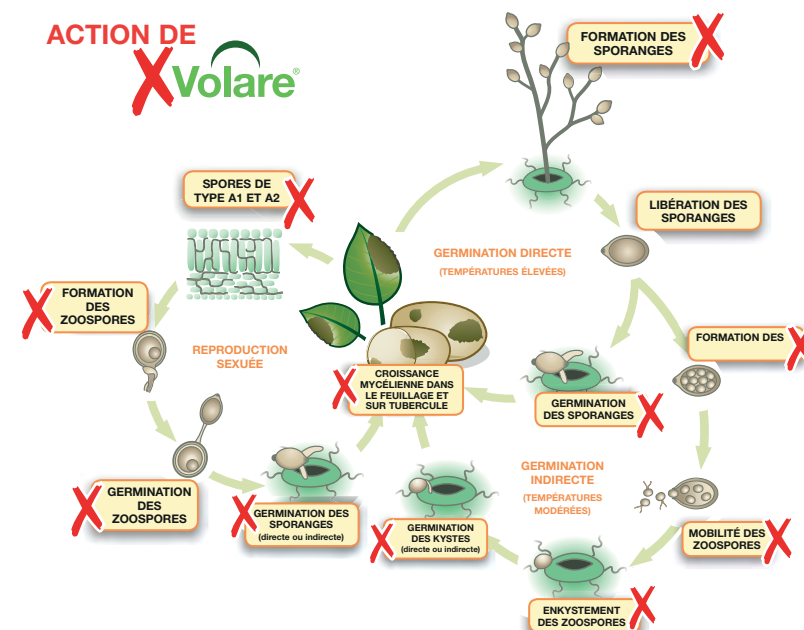 ACTION DE
Volare®
FORMATION DES
SPORANGES
SPORES DE
TYPE A1 ET A2
LIBÉRATION DES
SPORANGES
GERMINATION DIRECTE
(TEMPÉRATURES ÉLEVÉES)
FORMATION
DES
ZOOSPORES
REPRODUCTION
SEXUÉE
FORMATION DES
CROISSANCE
MYCÉLIENNE DANS
LE FEUILLAGE ET
SUR TUBERCULE
GERMINATION
DES SPORANGES
GERMINATION
INDIRECTE
(TEMPÉRATURES
MODÉRÉES)
GERMINATION
DES
ZOOSPORES
GERMINATION DES
SPORANGES
(directe ou indirecte)
GERMINATION
DES KYSTES
(directe ou indirecte)
MOBILITÉ DES
ZOOSPORES
ENKYSTEMENT
DES ZOOSPORES